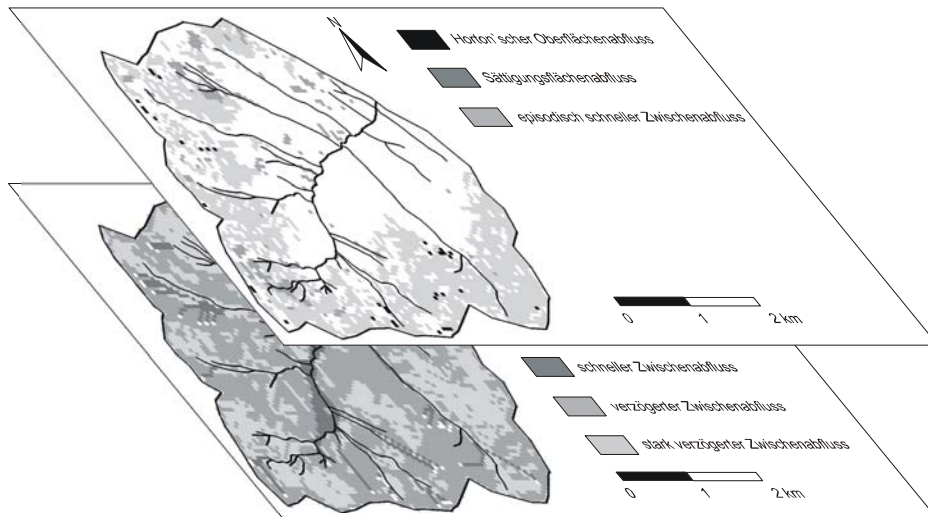 N
Horton' scher Oberflächenabfluss
Sättigungsflächenabfluss
episodisch schneller Zwischenabfluss
0 1 2 km
schneller Zwischenabfluss
verzögerter Zwischenabfluss
stark verzögerter Zwischenabfluss
0 1 2 km